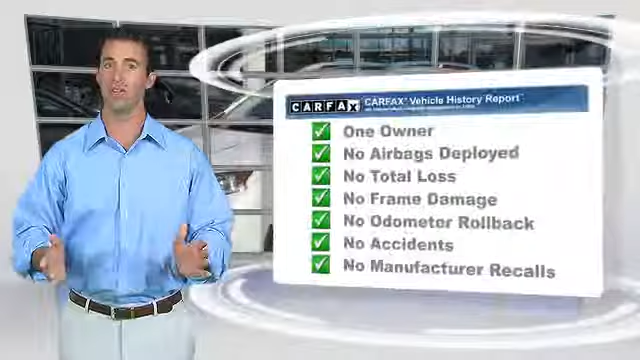 CARFAX CARFAX Vehicle History Report™
One Owner
No Airbags Deployed
No Total Loss
No Frame Damage
No Odometer Rollback
No Accidents
No Manufacturer Recalls